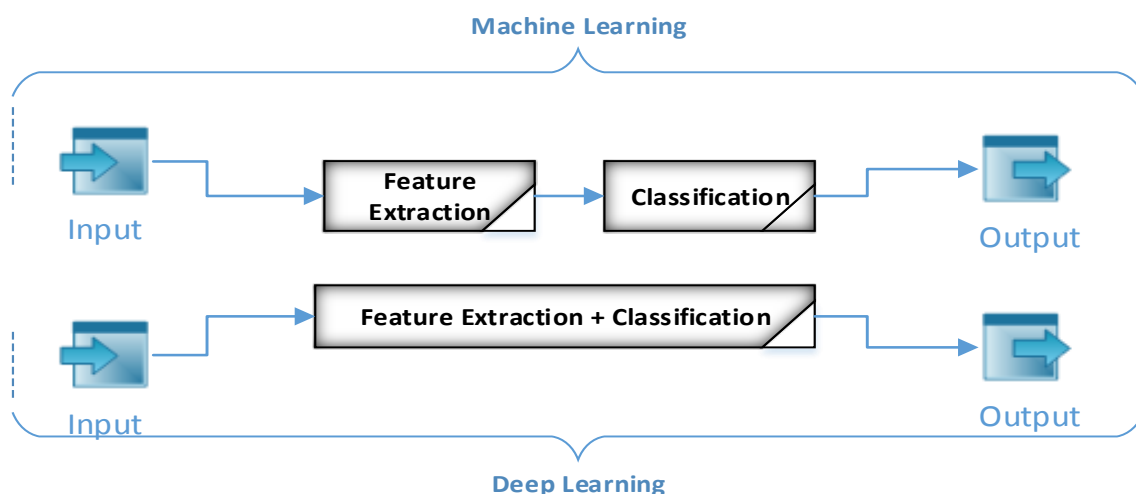 Machine Learning
Feature
Extraction
Classification
Input
Output
Feature Extraction + Classification
Input
Output
Deep Learning